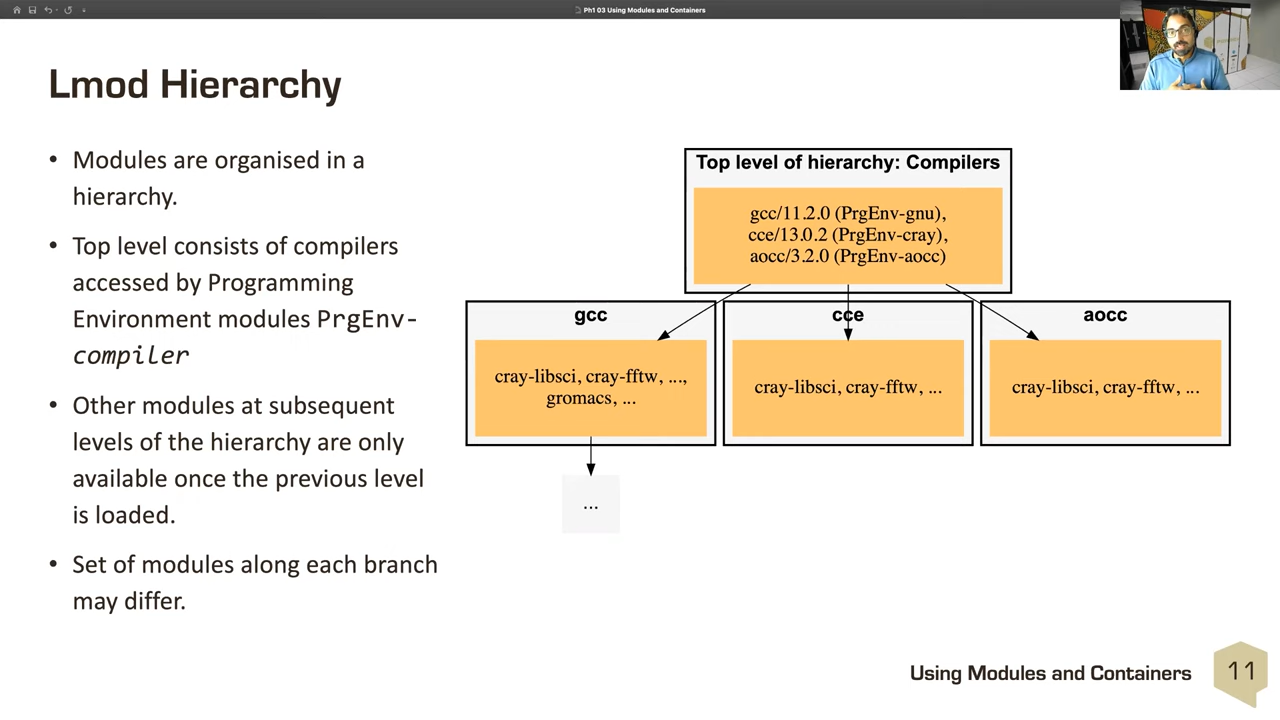 Ph1 03 Using Modules and Containers
Lmod Hierarchy
• Modules are organised in a
hierarchy.
• Top level consists of compilers
accessed by Programming
Environment modules PrgEnv-
compiler
• Other modules at subsequent
levels of the hierarchy are only
available once the previous level
is loaded.
• Set of modules along each branch
may differ.
Top level of hierarchy: Compilers
gcc/11.2.0 (PrgEnv-gnu),
cce/13.0.2 (PrgEnv-cray),
aocc/3.2.0 (PrgEnv-aocc)
gcc
cray-libsci, cray-fftw, ...,
gromacs, ...
...
cce
cray-libsci, cray-fftw, ...
aocc
cray-libsci, cray-fftw, ...
Using Modules and Containers
11